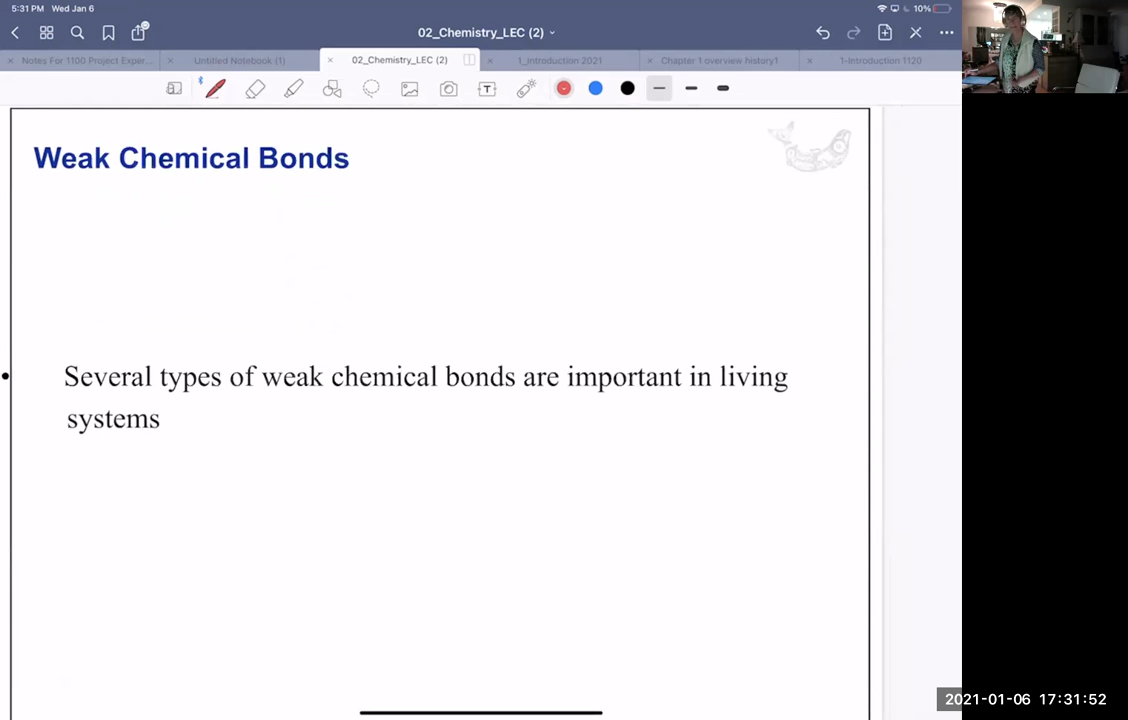 5:31 PM Wed Jan 6
10%
02_Chemistry_LEC (2)
Notes For 1100 Project Exper...
Untitled Notebook (1)
02_Chemistry_LEC (2)
1_Introduction 2021
Chapter 1 overview history1
1-Introduction 1120
T
Weak Chemical Bonds
• Several types of weak chemical bonds are important in living
systems
2021-01-06 17:31:52